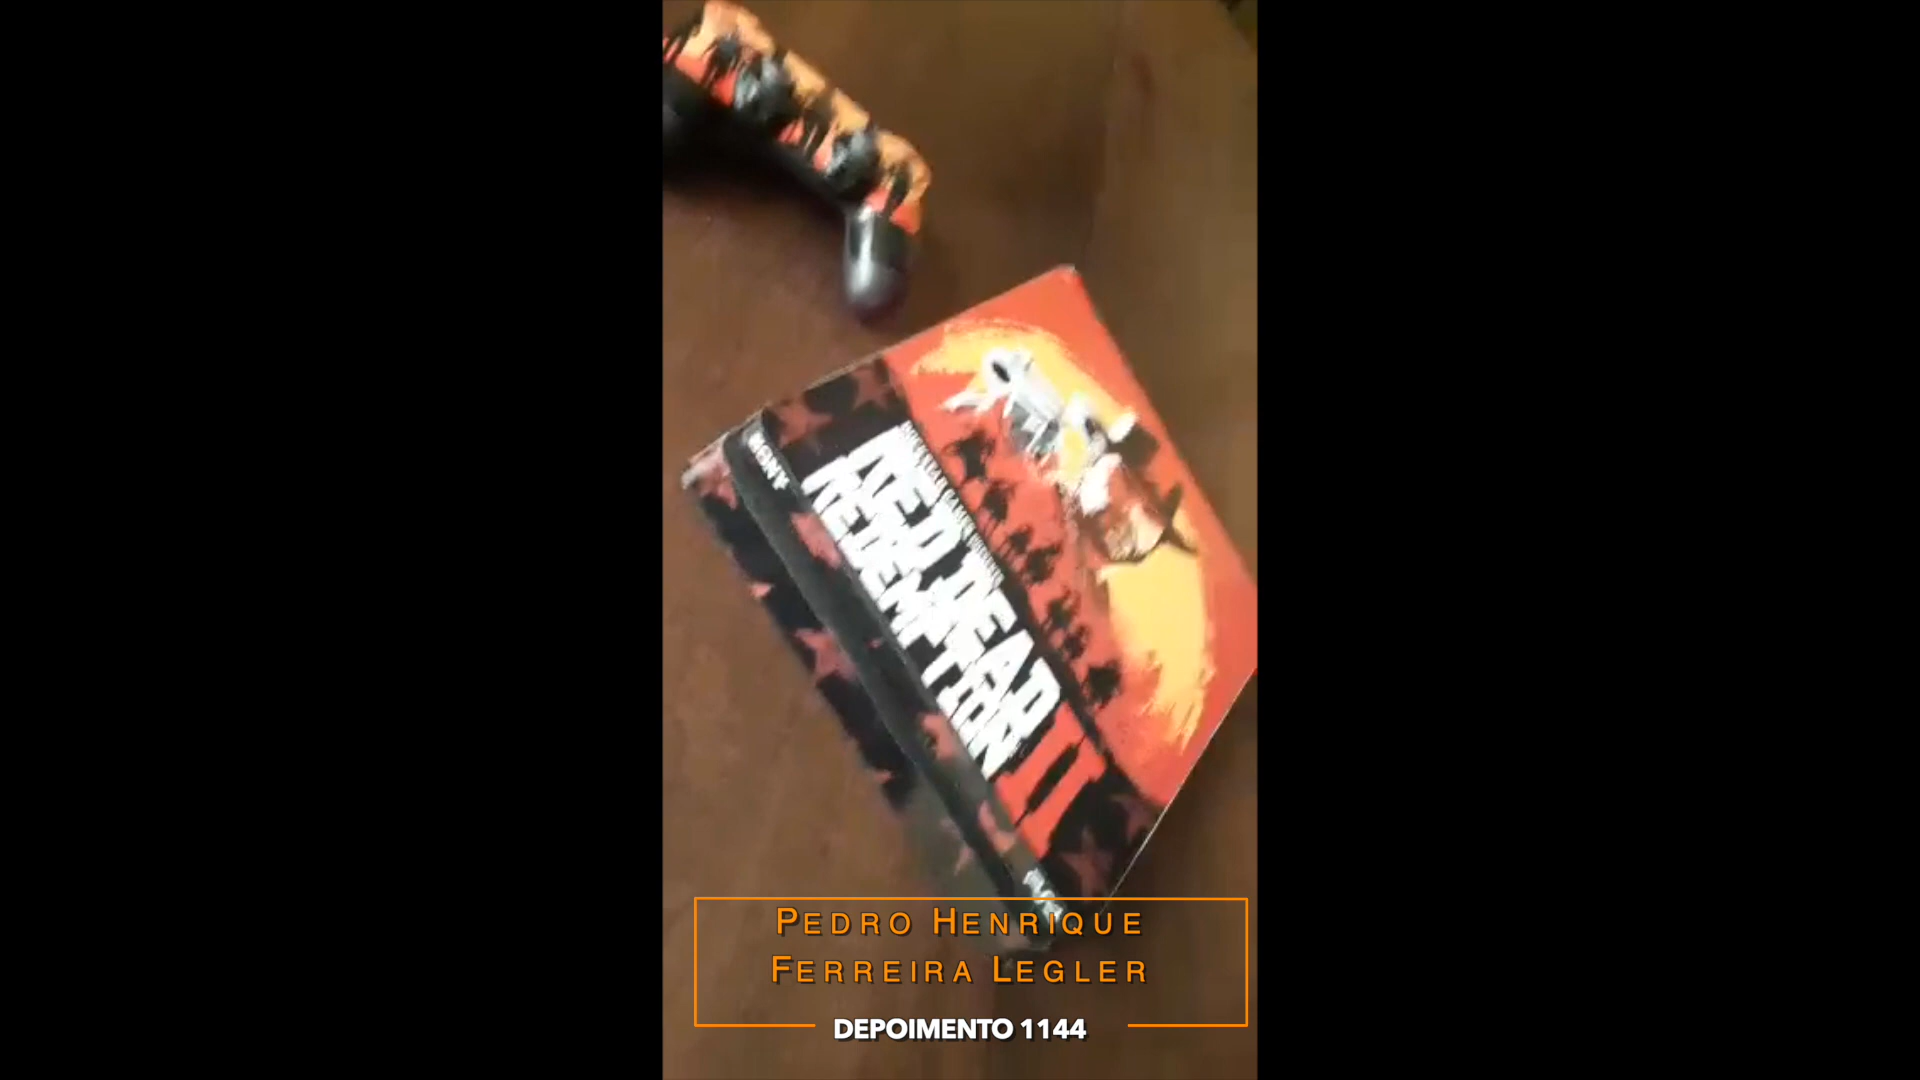 SONY
RED DEAD
REDEMPTION
II
PEDRO HENRIQUE
FERREIRA LEGLER
DEPOIMENTO 1144